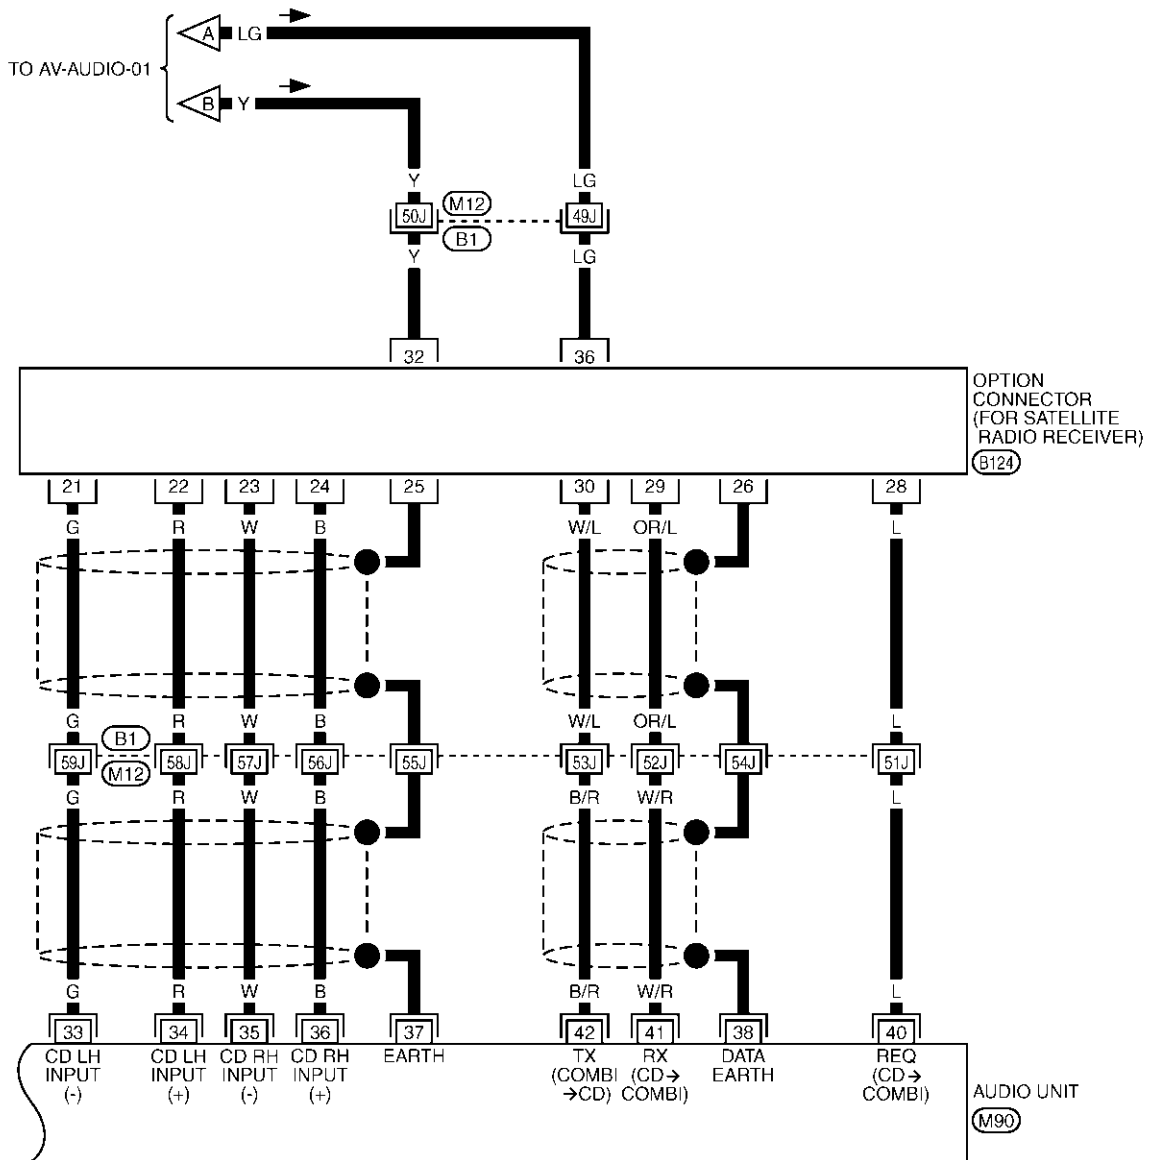 A LG
TO AV-AUDIO-01
B Y
Y LG
M12
50J 49J
B1
Y LG
32 36
OPTION
CONNECTOR
(FOR SATELLITE
RADIO RECEIVER)
B124
21 22 23 24 25 30 29 26 28
G R W B W/L OR/L L
G R W B W/L OR/L L
B1
59J 58J 57J 56J 55J 53J 52J 54J 51J
M12
G R W B B/R W/R L
G R W B B/R W/R L
33 34 35 36 37 42 41 38 40
CD LH CD LH CD RH CD RH EARTH TX RX DATA REQ
INPUT INPUT INPUT INPUT (COMBI (CD→ EARTH (CD→
(-) (+) (-) (+) →CD) COMBI) COMBI)
AUDIO UNIT
M90